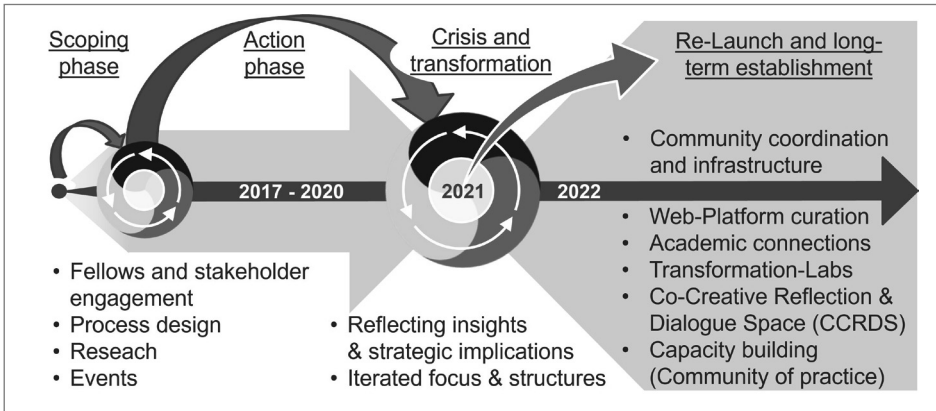 Scoping
phase
Action
phase
Crisis and
transformation
Re-Launch and long-
term establishment
2017 - 2020
2021
2022
• Fellows and stakeholder
engagement
• Process design
• Reseach
• Events
• Reflecting insights
& strategic implications
• Iterated focus & structures
• Community coordination
and infrastructure
• Web-Platform curation
• Academic connections
• Transformation-Labs
• Co-Creative Reflection &
Dialogue Space (CCRDS)
• Capacity building
(Community of practice)